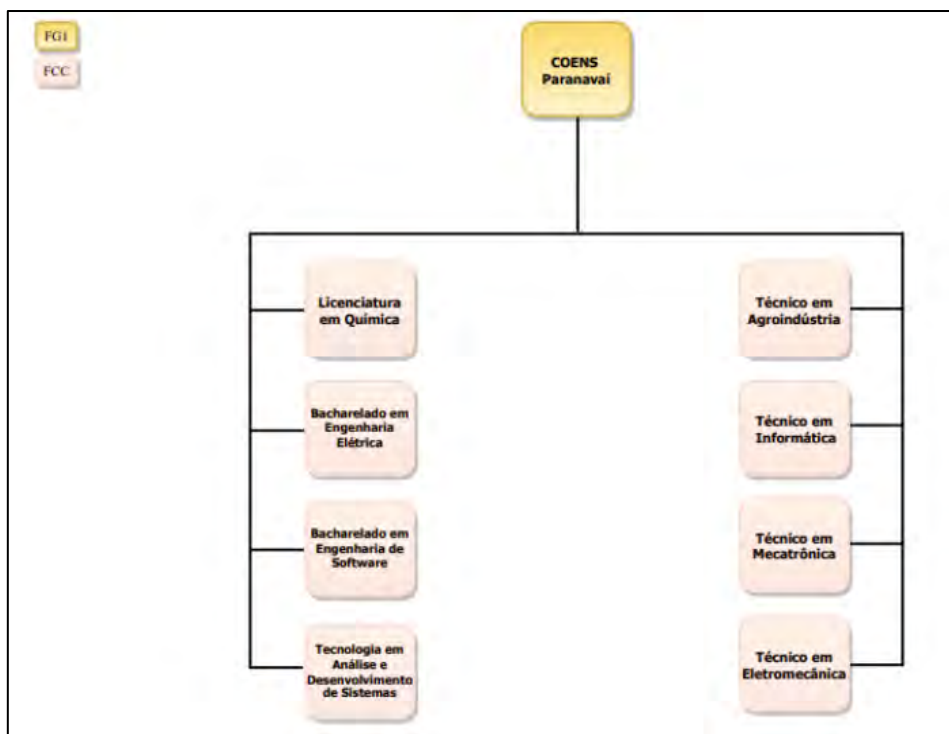 FG1
FCC
COENS
Paranavaí
Licenciatura
em Química
Bacharelado em
Engenharia
Elétrica
Bacharelado em
Engenharia de
Software
Tecnologia em
Análise e
Desenvolvimento
de Sistemas
Técnico em
Agroindústria
Técnico em
Informática
Técnico em
Mecatrônica
Técnico em
Eletromecânica